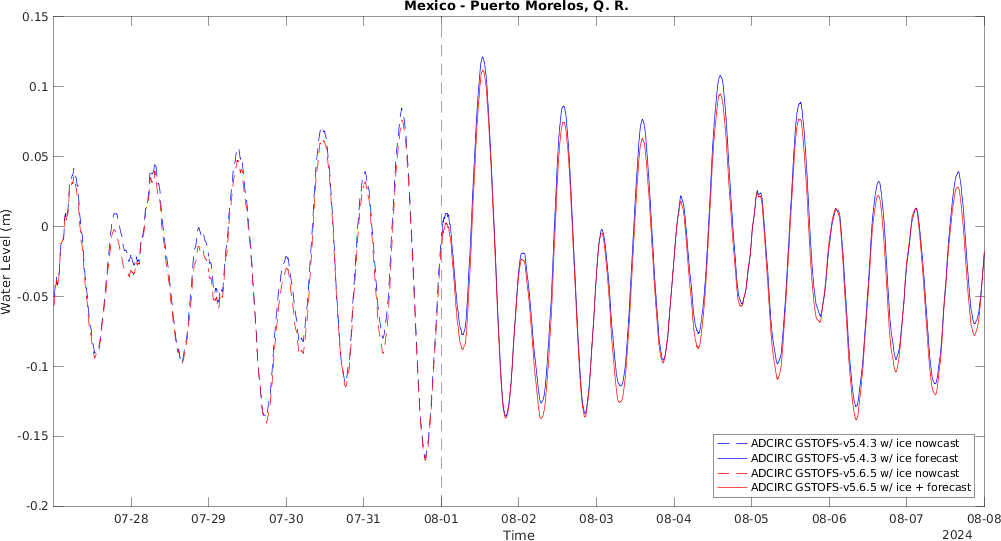 Mexico - Puerto Morelos, Q. R.
0.15
0.1
0.05
0
-0.05
-0.1
-0.15
-0.2
Water Level (m)
ADCIRC GSTOFS-v5.4.3 w/ ice nowcast
ADCIRC GSTOFS-v5.4.3 w/ ice forecast
ADCIRC GSTOFS-v5.6.5 w/ ice nowcast
ADCIRC GSTOFS-v5.6.5 w/ ice + forecast
07-28 07-29 07-30 07-31 08-01 08-02 08-03 08-04 08-05 08-06 08-07 08-08
Time
2024